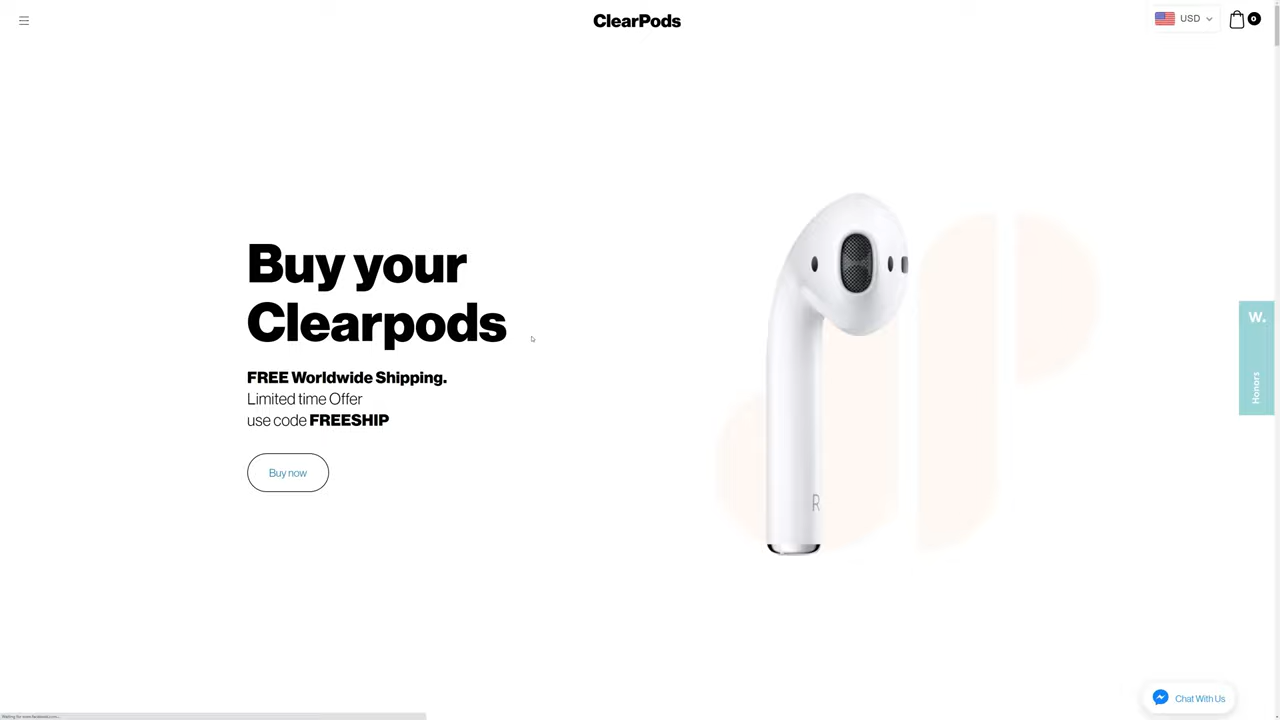 ClearPods
USD
0
Buy your
Clearpods
FREE Worldwide Shipping.
Limited time Offer
use code FREESHIP
Buy now
R
W.
Honors
Chat With Us